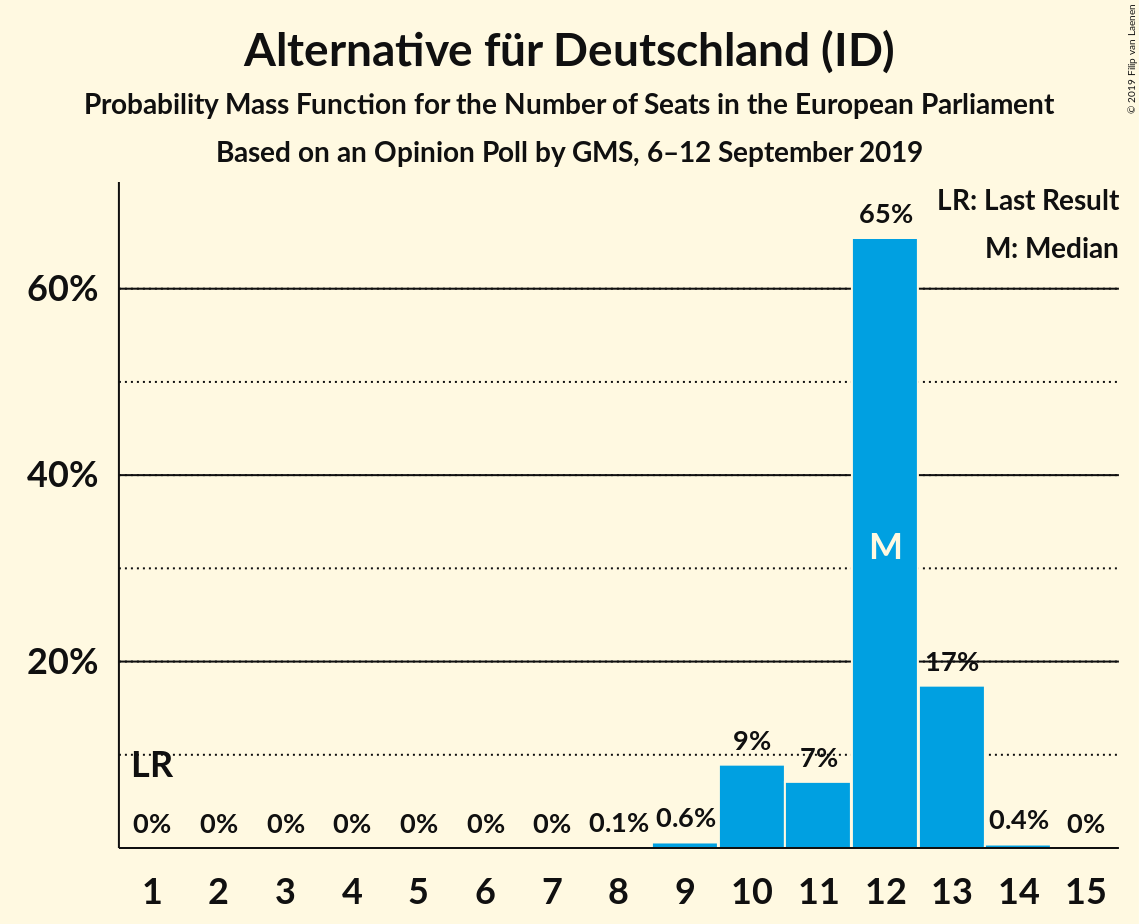 Alternative für Deutschland (ID)
Probability Mass Function for the Number of Seats in the European Parliament
Based on an Opinion Poll by GMS, 6–12 September 2019
© 2019 Filip van Laenen
LR: Last Result
M: Median
65%
60%
M
40%
20%
17%
9%
7%
LR
0% 0% 0% 0% 0% 0% 0% 0.1% 0.6% 0.4% 0%
1 2 3 4 5 6 7 8 9 10 11 12 13 14 15